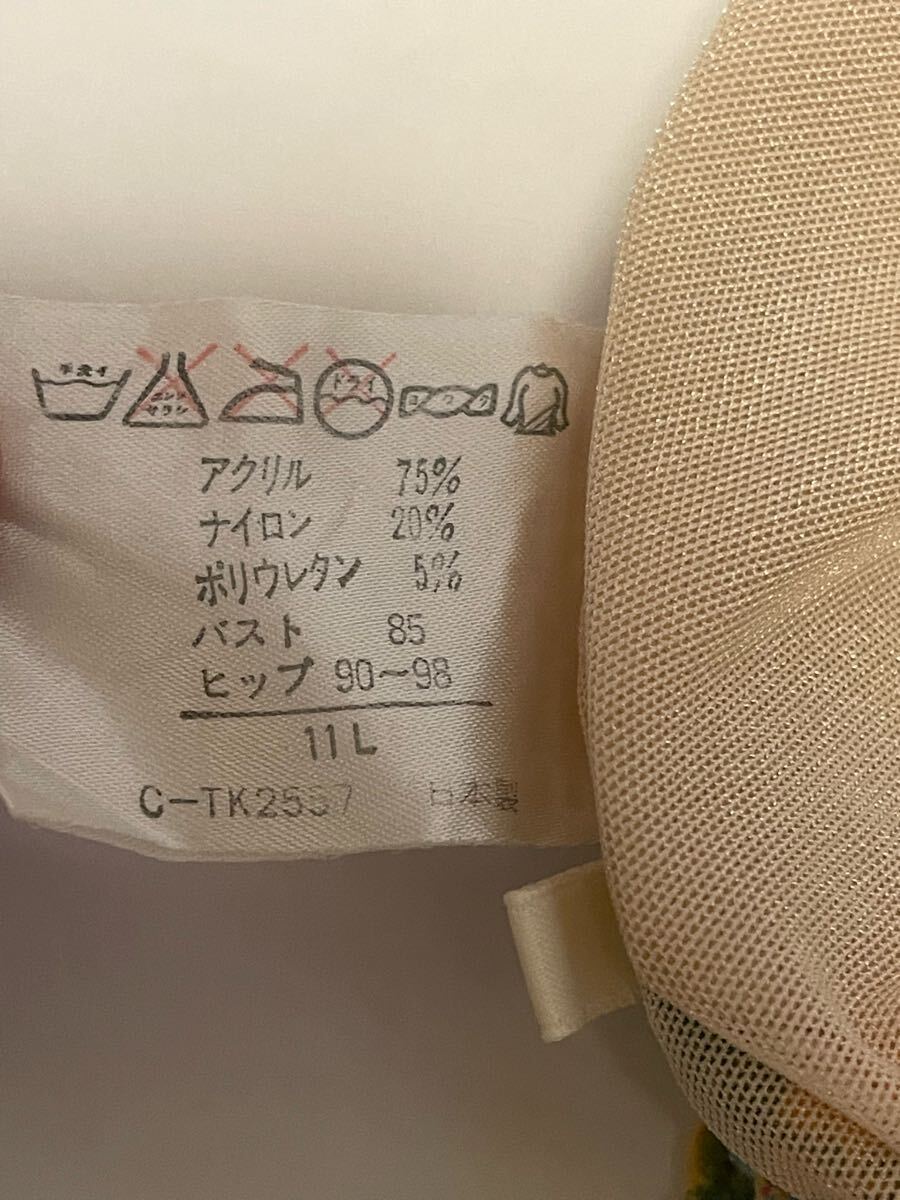 手洗イ エンソ サラシ ドライ
アクリル 75%
ナイロン 20%
ポリウレタン 5%
バスト 85
ヒップ 90〜98
11L
日本製